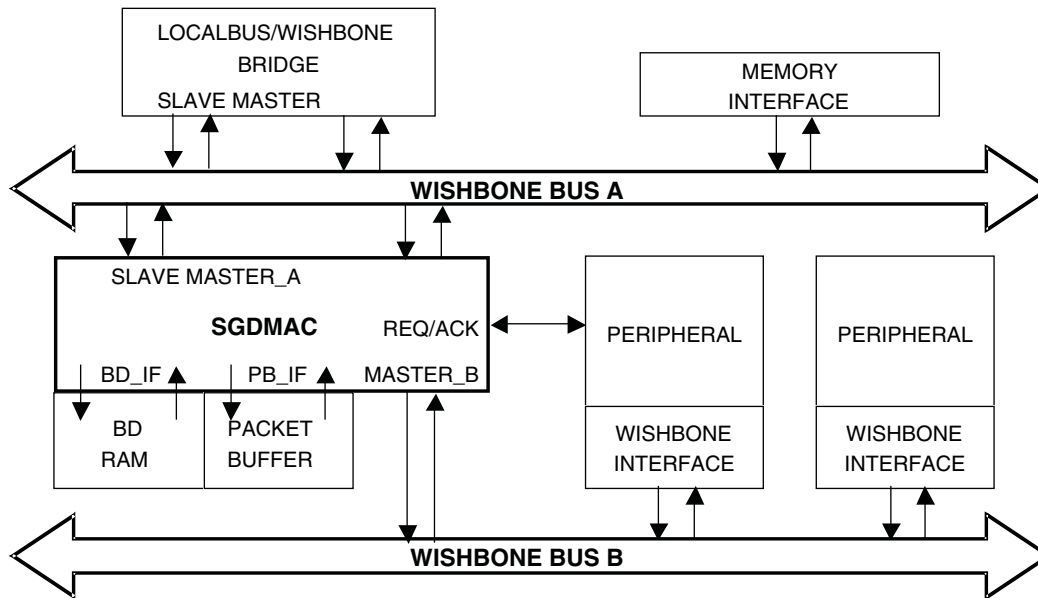 LOCALBUS/WISHBONE
BRIDGE
SLAVE MASTER
MEMORY
INTERFACE
WISHBONE BUS A
SLAVE MASTER_A
SGDMAC
REQ/ACK
BD_IF
PB_IF
MASTER_B
PERIPHERAL
PERIPHERAL
BD
RAM
PACKET
BUFFER
WISHBONE
INTERFACE
WISHBONE
INTERFACE
WISHBONE BUS B